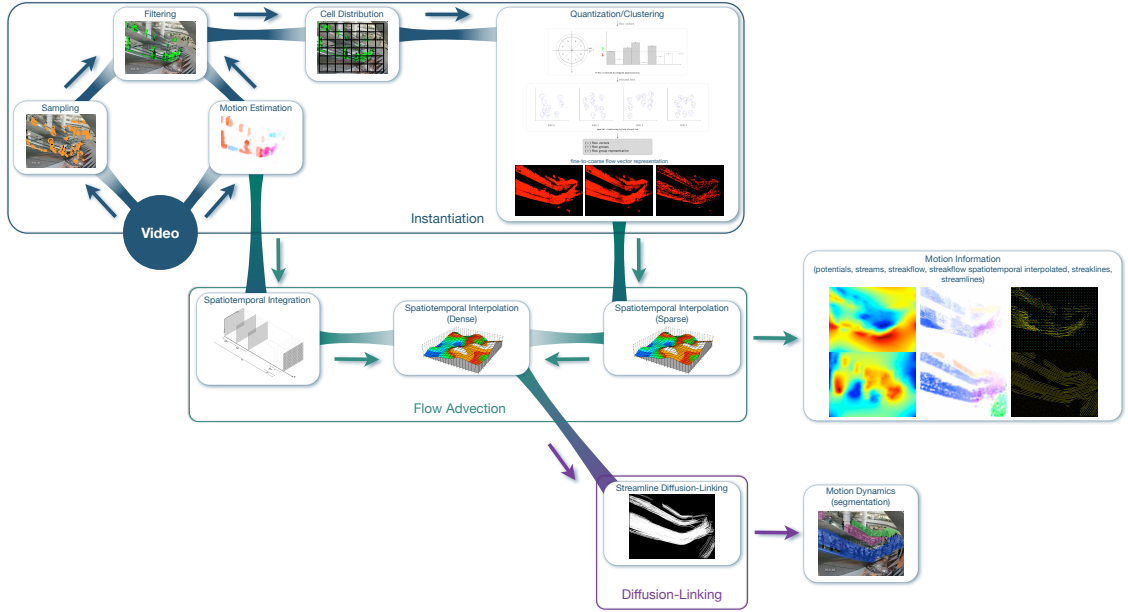 Filtering
Cell Distribution
Quantization/Clustering
Sampling
Motion Estimation
fine-to-coarse flow vector representation
Instantiation
Video
Motion Information
(potentials, streams, streakflow, streakflow spatiotemporal interpolated, streaklines,
streamlines)
Spatiotemporal Integration
Spatiotemporal Interpolation
(Dense)
Spatiotemporal Interpolation
(Sparse)
Flow Advection
Streamline Diffusion-Linking
Motion Dynamics
(segmentation)
Diffusion-Linking